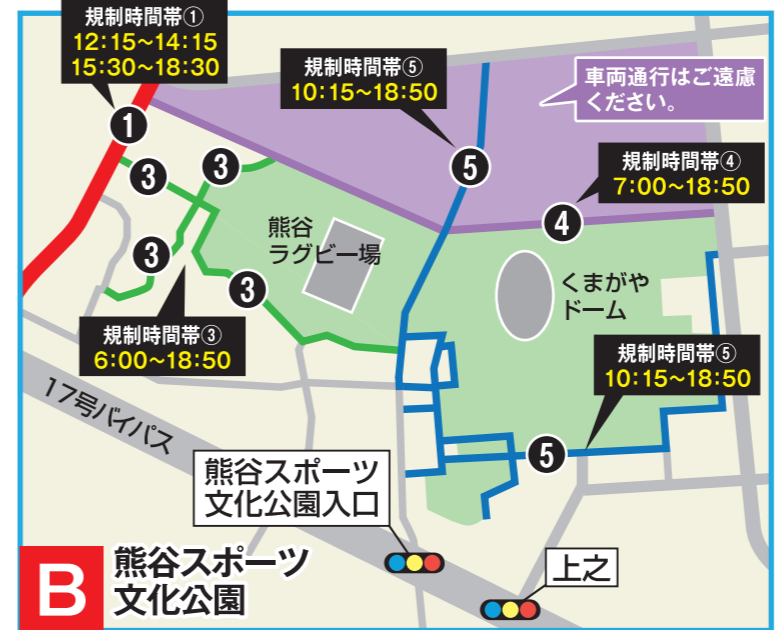 規制時間帯①
12:15~14:15
15:30~18:30
規制時間帯⑤
10:15~18:50
車両通行はご遠慮
ください。
規制時間帯④
7:00~18:50
1
3
3
5
4
3
3
熊谷
ラグビー場
くまがや
ドーム
規制時間帯③
6:00~18:50
規制時間帯⑤
10:15~18:50
17号バイパス
5
熊谷スポーツ
文化公園入口
上之
B
熊谷スポーツ
文化公園